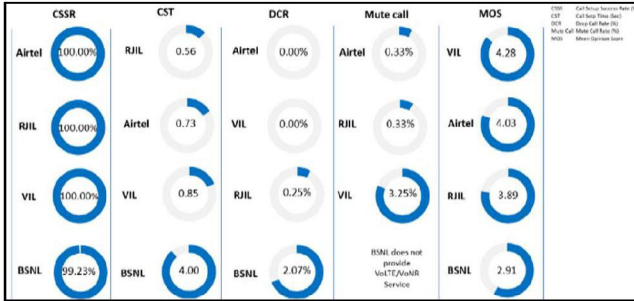 CSSR CST DCR Mute call MOS
CSSR Call Setup Success Rate
CST Call Setp Time (Sec)
DCR Drop Call Rate (%)
Mute Call Mute Call Rate (%)
MOS Mean Opinion Score
Airtel 100.00% RJIL 0.56 Airtel 0.00% Airtel 0.33% VIL 4.28
RJIL 100.00% Airtel 0.73 VIL 0.00% RJIL 0.33% Airtel 4.03
VIL 100.00% VIL 0.85 RJIL 0.25% VIL 3.25% RJIL 3.89
BSNL 99.23% BSNL 4.00 BSNL 2.07% BSNL 2.91
BSNL does not
provide
VoLTE/VoNR
Service